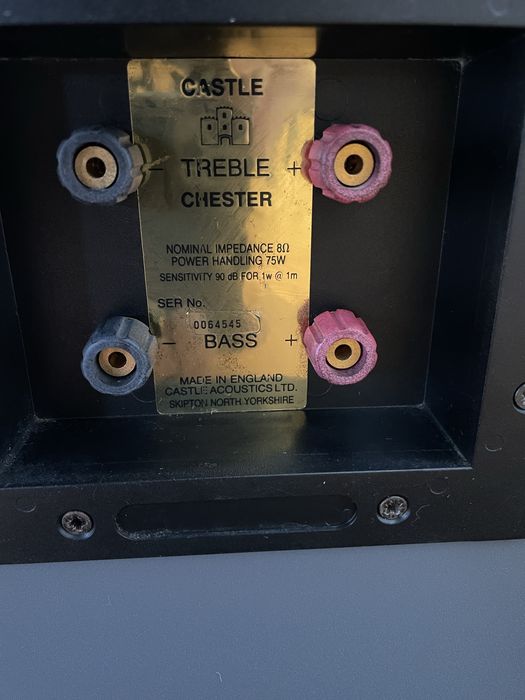 CASTLE
- TREBLE +
CHESTER
NOMINAL IMPEDANCE 8Ω
POWER HANDLING 75W
SENSITIVITY 90 dB FOR 1w @ 1m
SER No.
0064545
- BASS +
MADE IN ENGLAND
CASTLE ACOUSTICS LTD.
SKIPTON NORTH YORKSHIRE